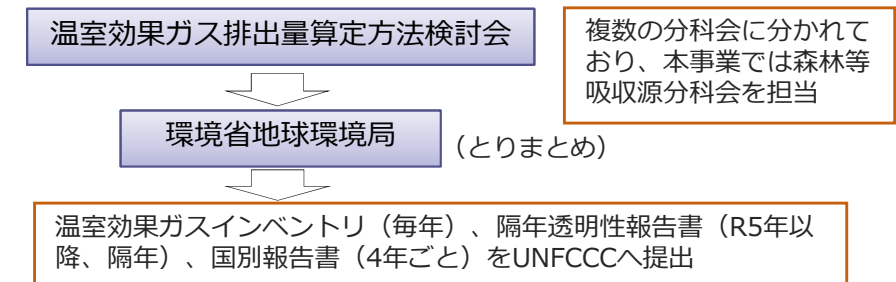 温室効果ガス排出量算定方法検討会
複数の分科会に分かれて
おり、本事業では森林等
吸収源分科会を担当
環境省地球環境局
（とりまとめ）
温室効果ガスインベントリ（毎年）、隔年透明性報告書（R5年以
降、隔年）、国別報告書（4年ごと）をUNFCCCへ提出